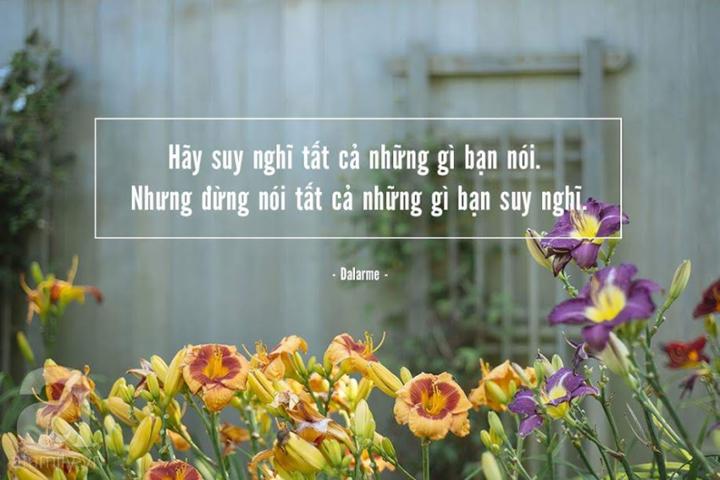 Hãy suy nghĩ tất cả những gì bạn nói.
Nhưng đừng nói tất cả những gì bạn suy nghĩ.
- Dalarme -